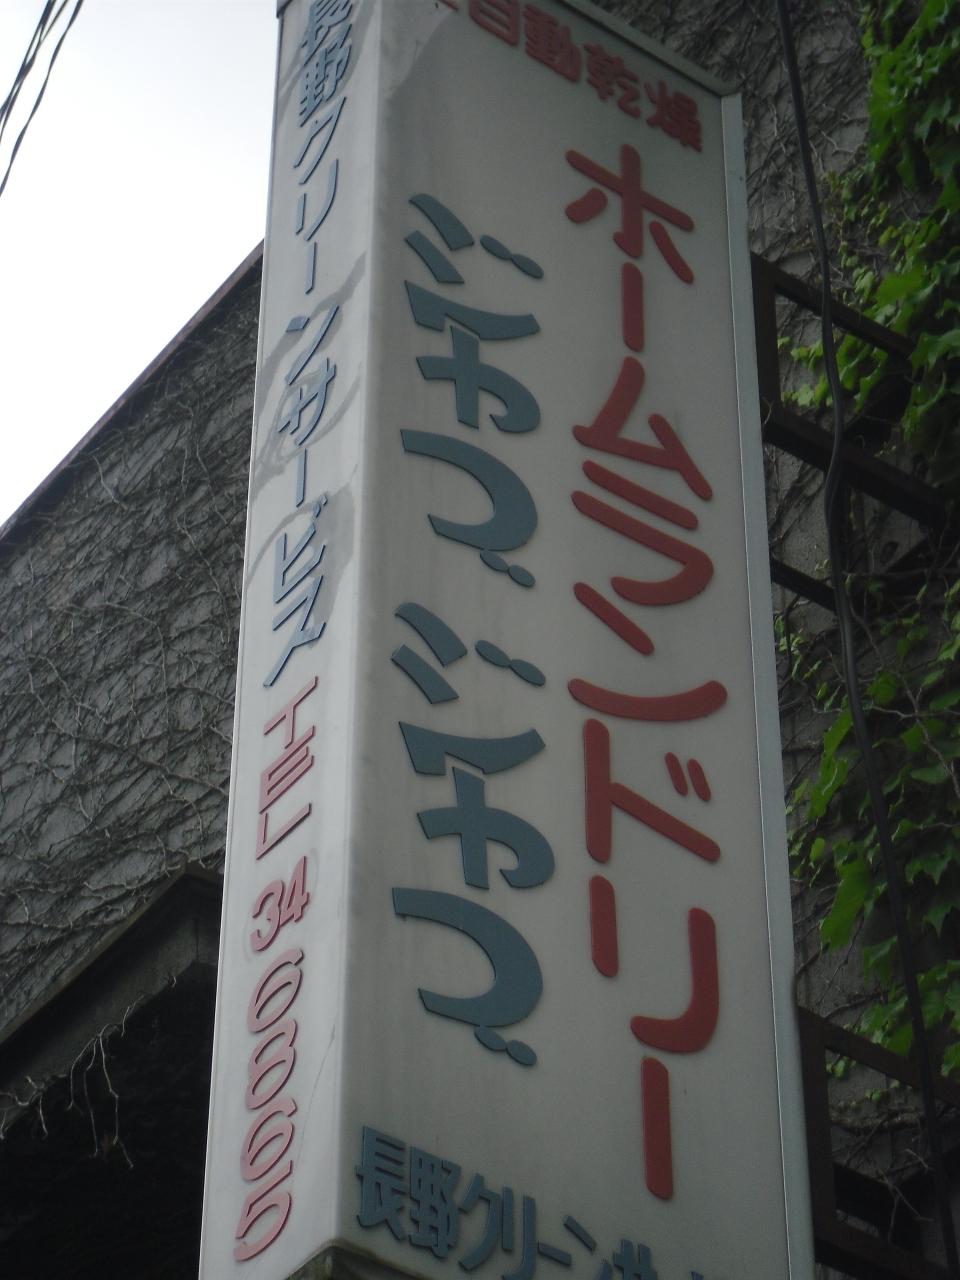 自動乾燥
ホームランドリー
ジャブ ジャブ
長野クリーンサ
長野クリーンサービス TEL 34 6865